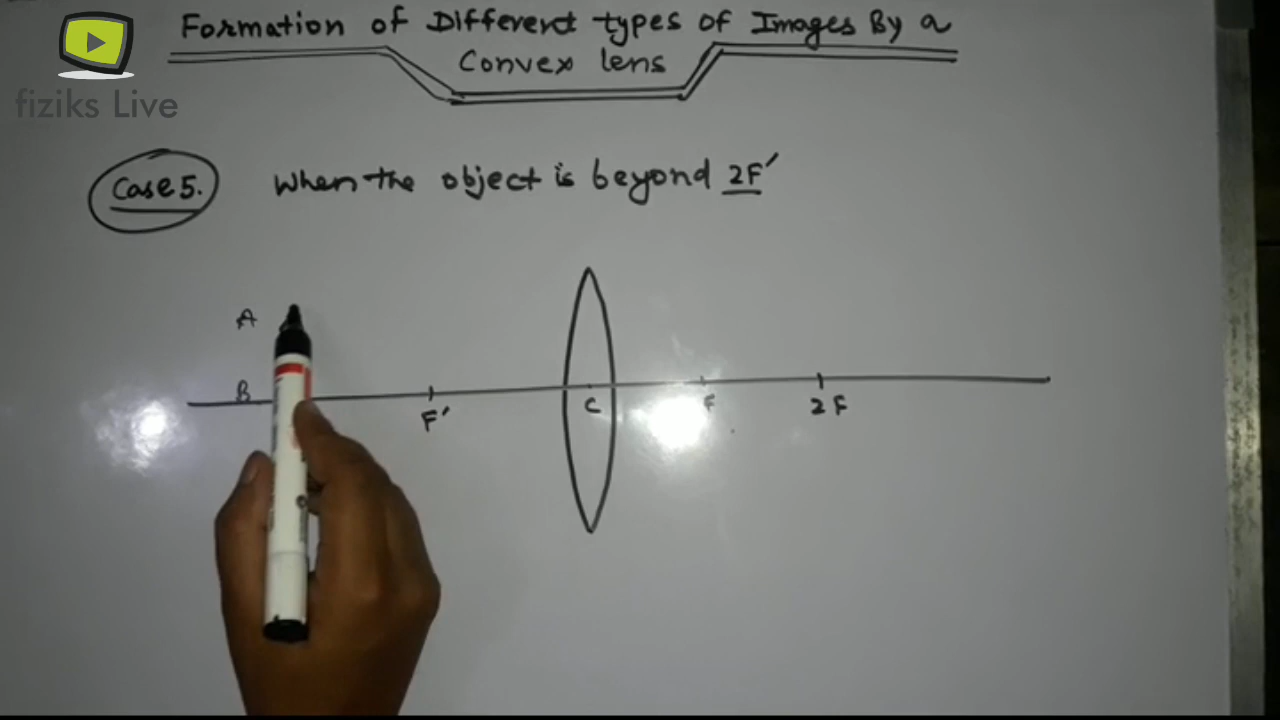 Formation of Different types of Images By a
Convex lens
fiziks Live
Case 5. When the object is beyond 2F'
A
B
F'
C
F
2F